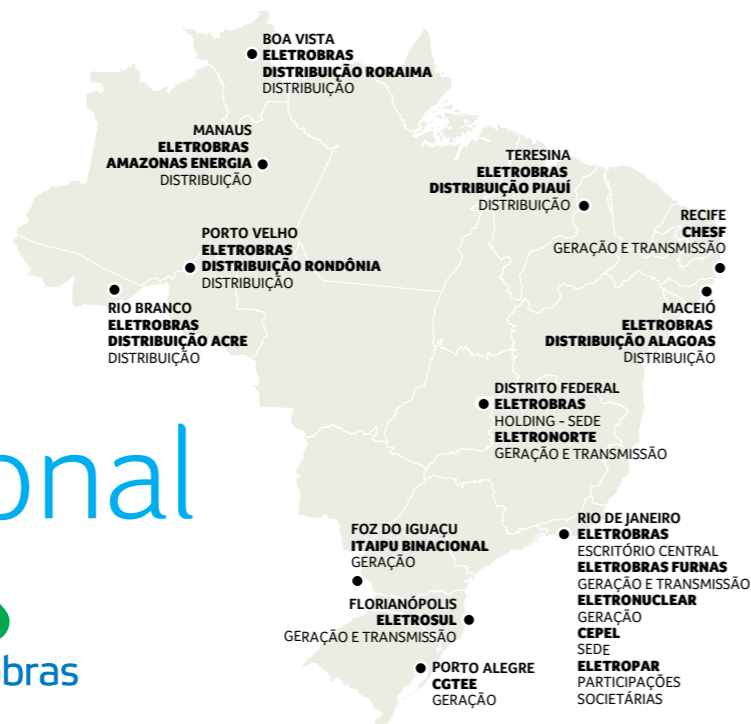 BOA VISTA
ELETROBRAS
DISTRIBUIÇÃO RORAIMA
DISTRIBUIÇÃO
MANAUS
ELETROBRAS
AMAZONAS ENERGIA
DISTRIBUIÇÃO
TERESINA
ELETROBRAS
DISTRIBUIÇÃO PIAUÍ
DISTRIBUIÇÃO
RECIFE
CHESF
GERAÇÃO E TRANSMISSÃO
PORTO VELHO
ELETROBRAS
DISTRIBUIÇÃO RONDÔNIA
DISTRIBUIÇÃO
RIO BRANCO
ELETROBRAS
DISTRIBUIÇÃO ACRE
DISTRIBUIÇÃO
MACEIÓ
ELETROBRAS
DISTRIBUIÇÃO ALAGOAS
DISTRIBUIÇÃO
DISTRITO FEDERAL
ELETROBRAS
HOLDING - SEDE
ELETRONORTE
GERAÇÃO E TRANSMISSÃO
onal
FOZ DO IGUAÇU
ITAIPU BINACIONAL
GERAÇÃO
RIO DE JANEIRO
ELETROBRAS
ESCRITÓRIO CENTRAL
ELETROBRAS FURNAS
GERAÇÃO E TRANSMISSÃO
ELETRONUCLEAR
GERAÇÃO
CEPEL
SEDE
ELETROPAR
PARTICIPAÇÕES
SOCIETÁRIAS
FLORIANÓPOLIS
ELETROSUL
GERAÇÃO E TRANSMISSÃO
bras
PORTO ALEGRE
CGTEE
GERAÇÃO